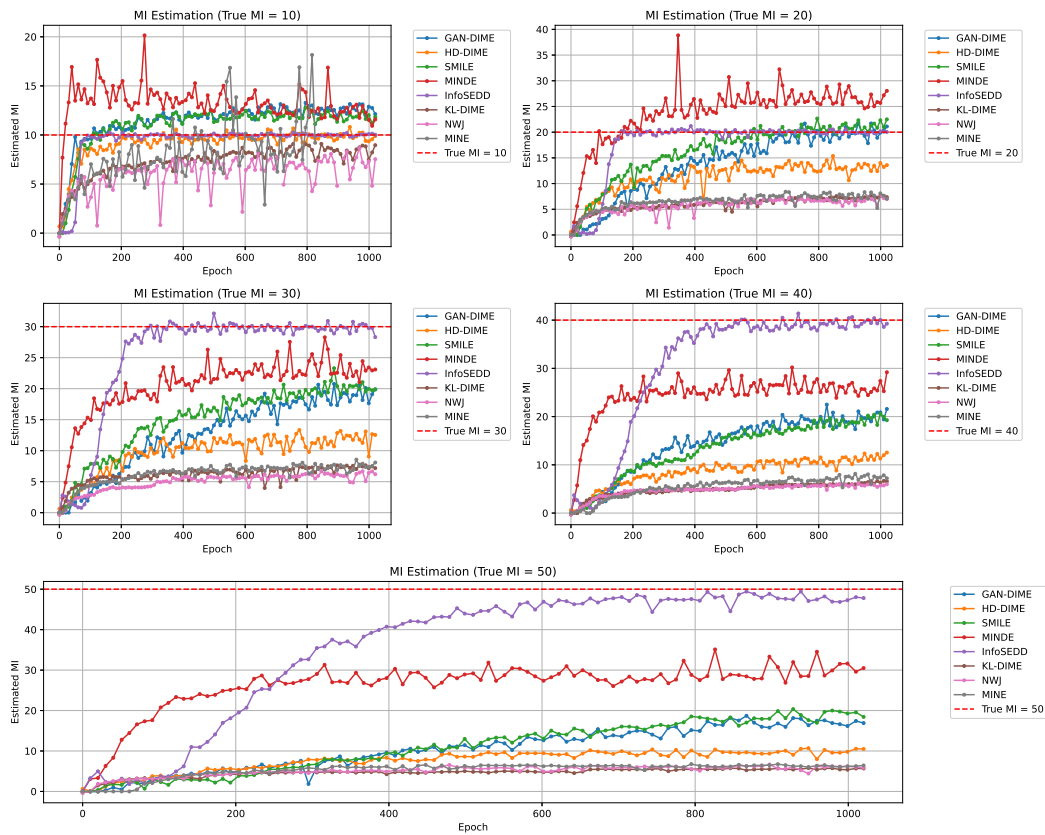 MI Estimation (True MI = 10)
Estimated MI
20
15
10
5
0
0 200 400 600 800 1000
Epoch
GAN-DIME
HD-DIME
SMILE
MINDE
InfoSEDD
KL-DIME
NWJ
MINE
True MI = 10
MI Estimation (True MI = 20)
Estimated MI
40
35
30
25
20
15
10
5
0
0 200 400 600 800 1000
Epoch
GAN-DIME
HD-DIME
SMILE
MINDE
InfoSEDD
KL-DIME
NWJ
MINE
True MI = 20
MI Estimation (True MI = 30)
Estimated MI
30
25
20
15
10
5
0
0 200 400 600 800 1000
Epoch
GAN-DIME
HD-DIME
SMILE
MINDE
InfoSEDD
KL-DIME
NWJ
MINE
True MI = 30
MI Estimation (True MI = 40)
Estimated MI
40
30
20
10
0
0 200 400 600 800 1000
Epoch
GAN-DIME
HD-DIME
SMILE
MINDE
InfoSEDD
KL-DIME
NWJ
MINE
True MI = 40
MI Estimation (True MI = 50)
Estimated MI
50
40
30
20
10
0
0 200 400 600 800 1000
Epoch
GAN-DIME
HD-DIME
SMILE
MINDE
InfoSEDD
KL-DIME
NWJ
MINE
True MI = 50